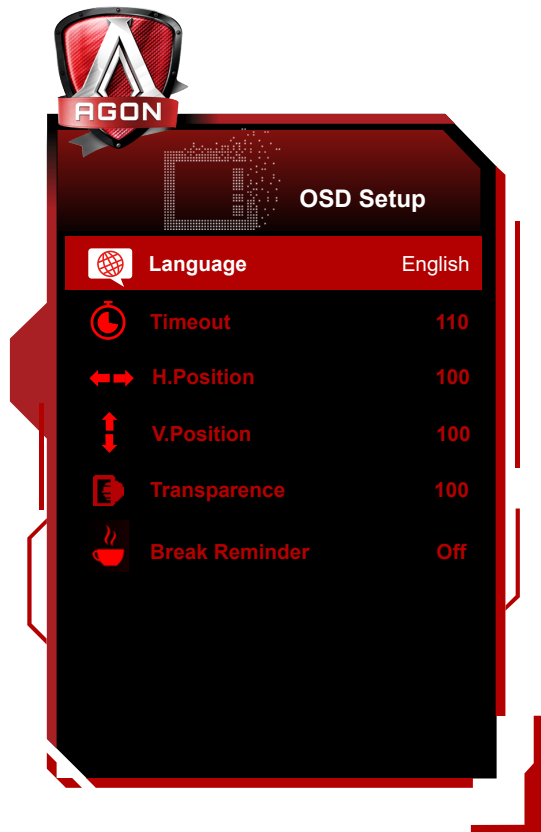 AGON
OSD Setup
Language English
Timeout 110
H.Position 100
V.Position 100
Transparence 100
Break Reminder Off